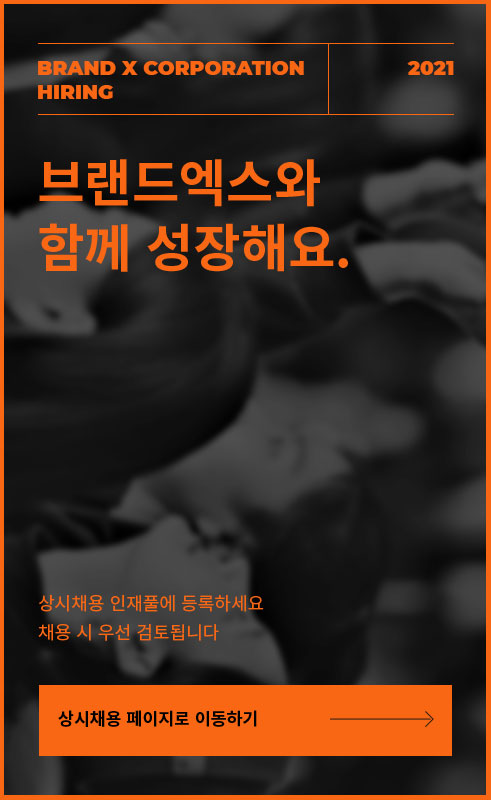 BRAND X CORPORATION
HIRING
2021
브랜드엑스와
함께 성장해요.
상시채용 인재풀에 등록하세요
채용 시 우선 검토됩니다
상시채용 페이지로 이동하기